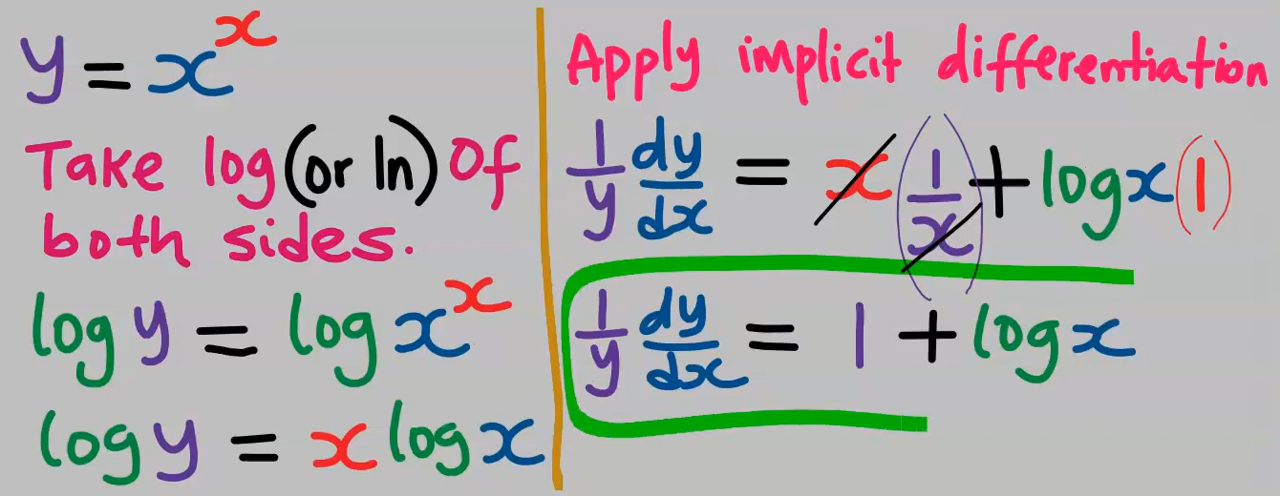 y = x^x
Take log (or ln) Of
both sides.
log y = log x^x
log y = x log x
Apply implicit differentiation
1/y dy/dx = x (1/x) + log x (1)
1/y dy/dx = 1 + log x